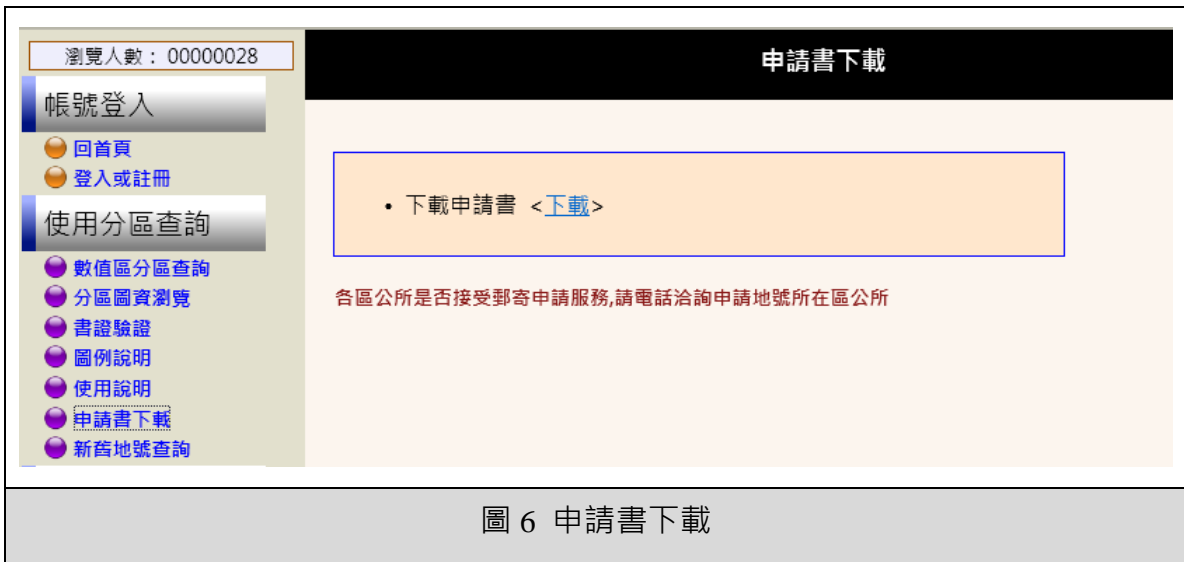 瀏覽人數： 00000028
帳號登入
回首頁
登入或註冊
使用分區查詢
數值區分區查詢
分區圖資瀏覽
書證驗證
圖例說明
使用說明
申請書下載
新舊地號查詢
申請書下載
• 下載申請書 <下載>
各區公所是否接受郵寄申請服務,請電話洽詢申請地號所在區公所
圖 6 申請書下載